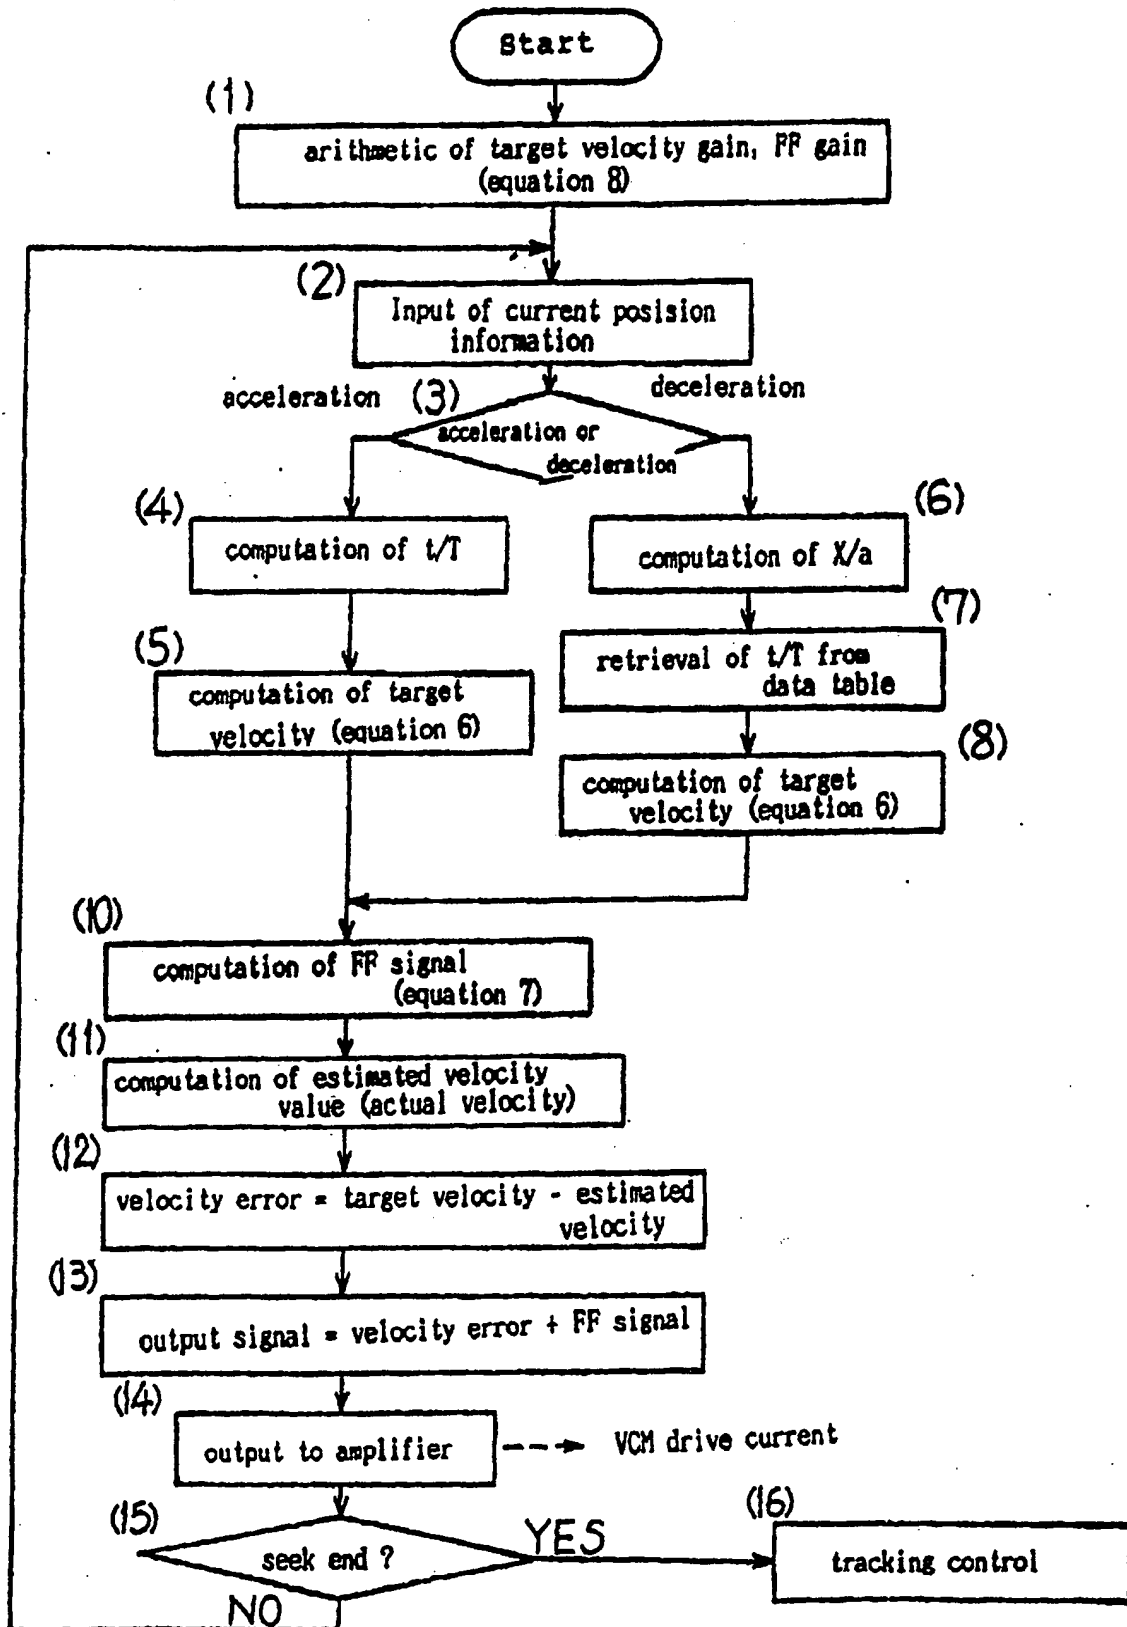 Start
(1)
arithmetic of target velocity gain, FF gain
(equation 8)
(2)
Input of current posision
information
acceleration
(3)
deceleration
acceleration or
deceleration
(4)
computation of t/T
(6)
computation of X/a
(5)
computation of target
velocity (equation 6)
(7)
retrieval of t/T from
data table
(8)
computation of target
velocity (equation 6)
(10)
computation of FF signal
(equation 7)
(11)
computation of estimated velocity
value (actual velocity)
(12)
velocity error = target velocity - estimated
velocity
(13)
output signal = velocity error + FF signal
(14)
output to amplifier
VCM drive current
(15)
seek end ?
YES
(16)
tracking control
NO